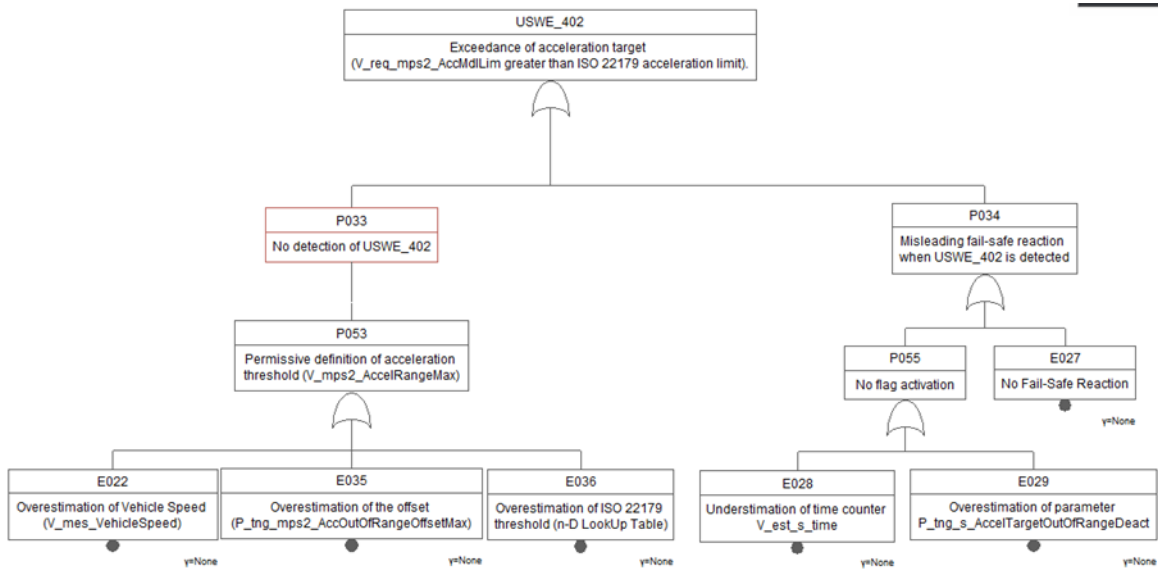 USWE_402
Exceedance of acceleration target
(V_req_mps2_AccMdlLim greater than ISO 22179 acceleration limit).
P033
No detection of USWE_402
P034
Misleading fail-safe reaction
when USWE_402 is detected
P053
Permissive definition of acceleration
threshold (V_mps2_AccelRangeMax)
P055
No flag activation
E027
No Fail-Safe Reaction
γ=None
E022
Overestimation of Vehicle Speed
(V_mes_VehicleSpeed)
γ=None
E035
Overestimation of the offset
(P_tng_mps2_AccOutOfRangeOffsetMax)
γ=None
E036
Overestimation of ISO 22179
threshold (n-D LookUp Table)
γ=None
E028
Understimation of time counter
V_est_s_time
γ=None
E029
Overestimation of parameter
P_tng_s_AccelTargetOutOfRangeDeact
γ=None